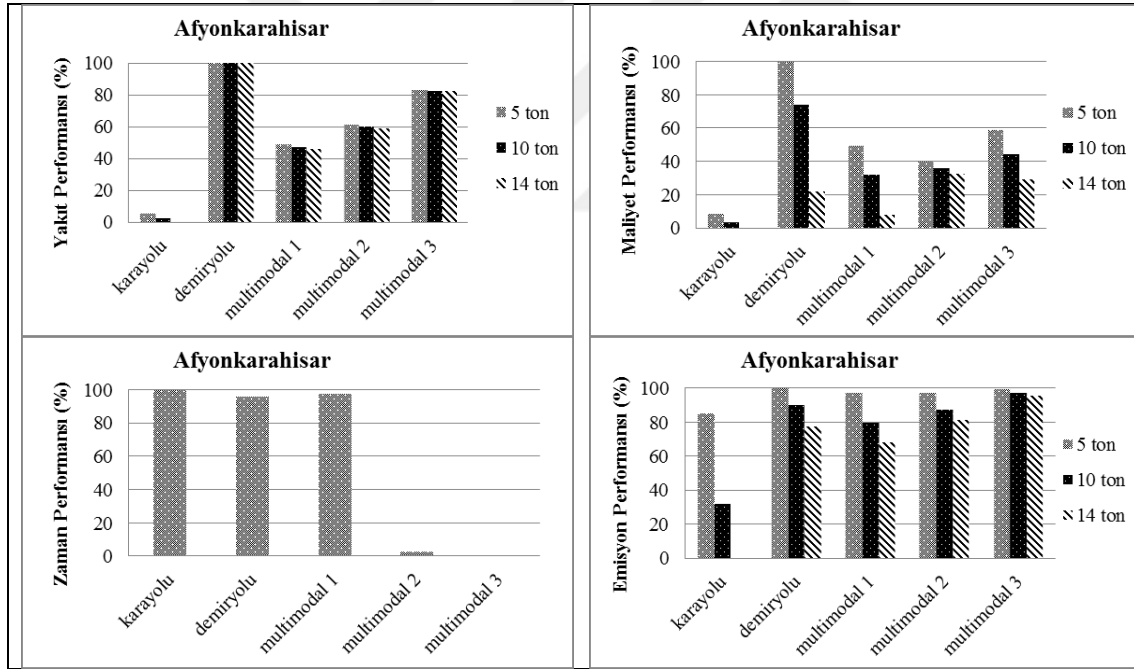 Afyonkarahisar
Yakıt Performansı (%)
100
80
60
40
20
0
karayolu
demiryolu
multimodal 1
multimodal 2
multimodal 3
5 ton
10 ton
14 ton
Afyonkarahisar
Maliyet Performansı (%)
100
80
60
40
20
0
karayolu
demiryolu
multimodal 1
multimodal 2
multimodal 3
5 ton
10 ton
14 ton
Afyonkarahisar
Zaman Performansı (%)
100
80
60
40
20
0
karayolu
demiryolu
multimodal 1
multimodal 2
multimodal 3
Afyonkarahisar
Emisyon Performansı (%)
100
80
60
40
20
0
karayolu
demiryolu
multimodal 1
multimodal 2
multimodal 3
5 ton
10 ton
14 ton